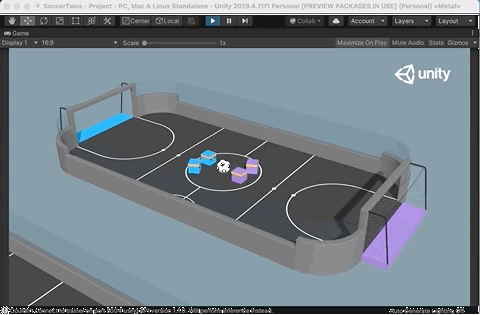 SoccerTwos - Project - PC, Mac & Linux Standalone - Unity 2019.4.11f1 Personal [PREVIEW PACKAGES IN USE] (Personal) <Metal>
Center Local Collab Account Layers Layout
Game
Display 1 16:9 Scale 1x Maximize On Play Mute Audio Stats Gizmos
unity